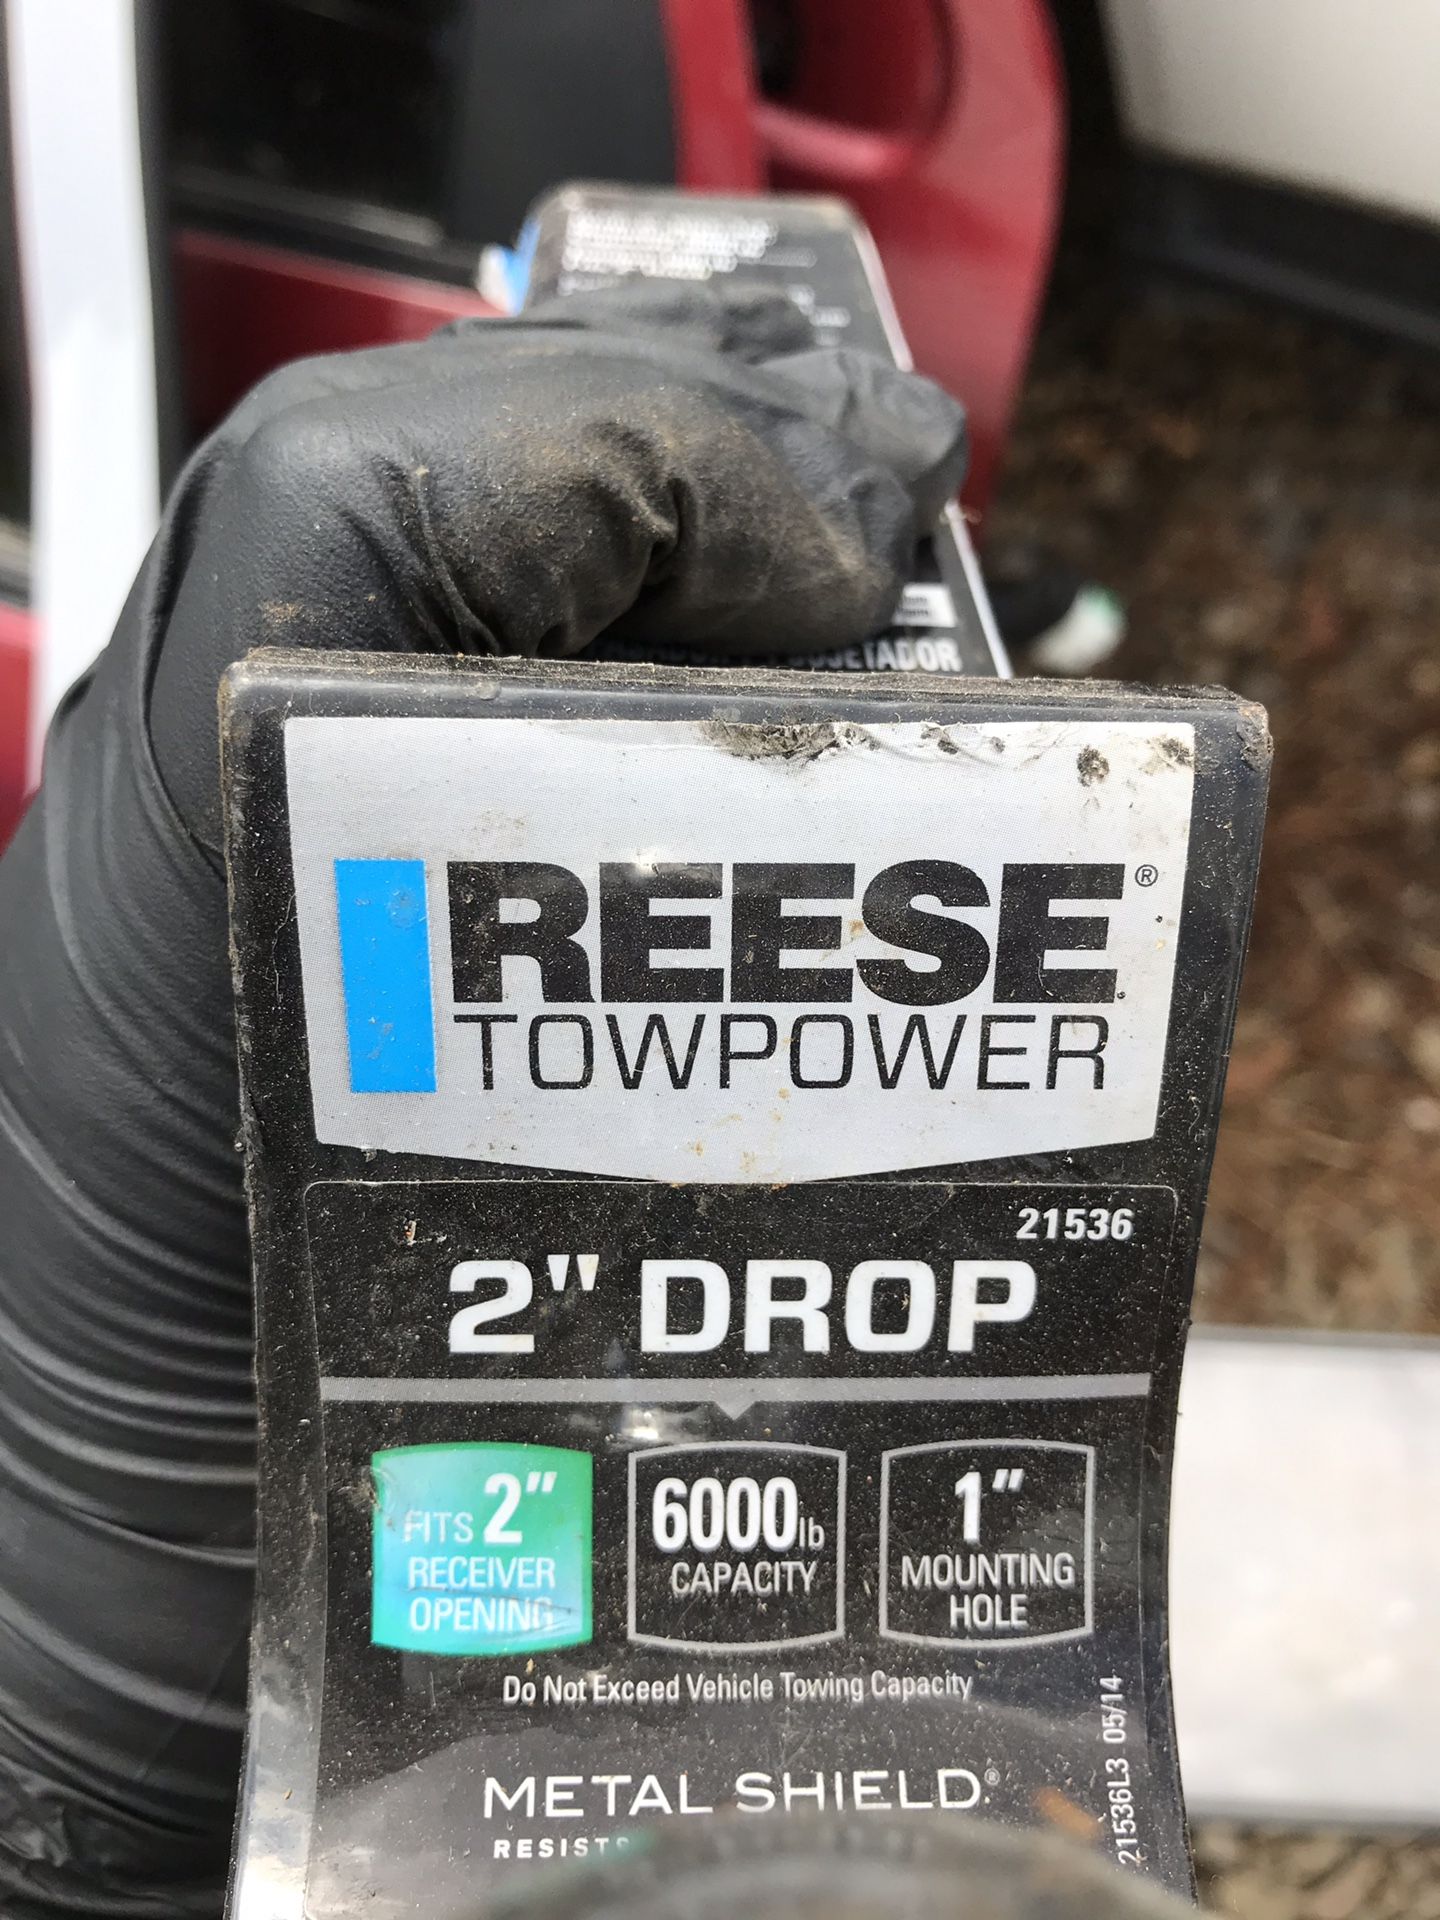 REESE®
TOWPOWER
21536
2" DROP
FITS 2"
RECEIVER
OPENING
6000lb
CAPACITY
1"
MOUNTING
HOLE
Do Not Exceed Vehicle Towing Capacity
METAL SHIELD®
21536L3 05/14